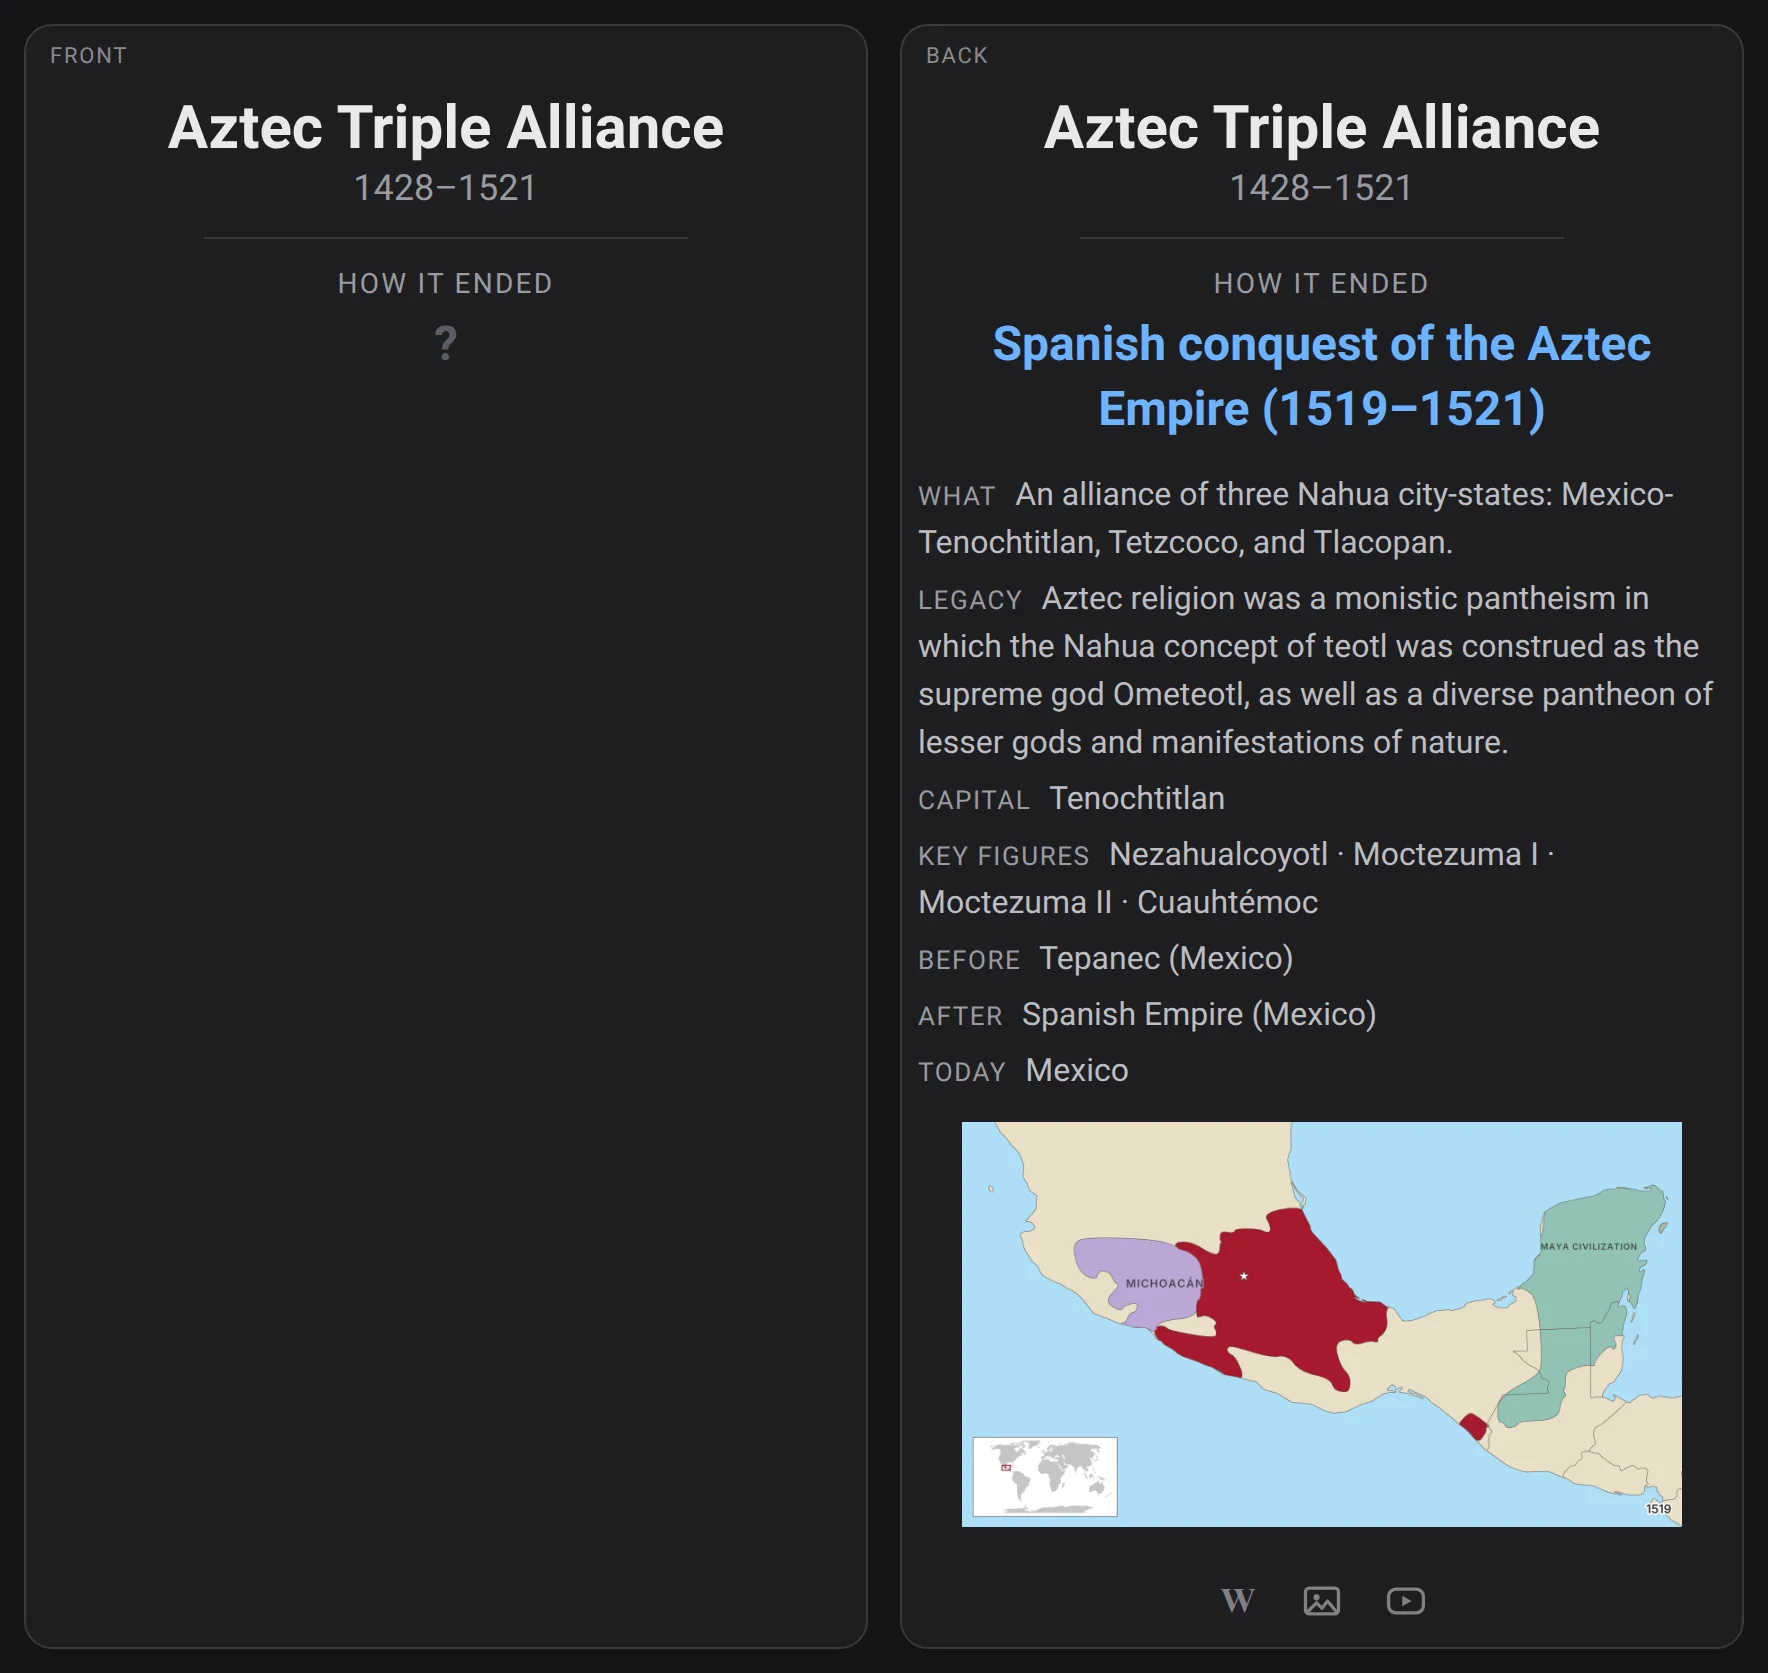 FRONT
Aztec Triple Alliance
1428–1521
HOW IT ENDED
?
BACK
Aztec Triple Alliance
1428–1521
HOW IT ENDED
Spanish conquest of the Aztec
Empire (1519–1521)
WHAT An alliance of three Nahua city-states: Mexico-
Tenochtitlan, Tetzcoco, and Tlacopan.
LEGACY Aztec religion was a monistic pantheism in
which the Nahua concept of teotl was construed as the
supreme god Ometeotl, as well as a diverse pantheon of
lesser gods and manifestations of nature.
CAPITAL Tenochtitlan
KEY FIGURES Nezahualcoyotl · Moctezuma I ·
Moctezuma II · Cuauhtémoc
BEFORE Tepanec (Mexico)
AFTER Spanish Empire (Mexico)
TODAY Mexico
MAYA CIVILIZATION
MICHOACÁN
1519
W